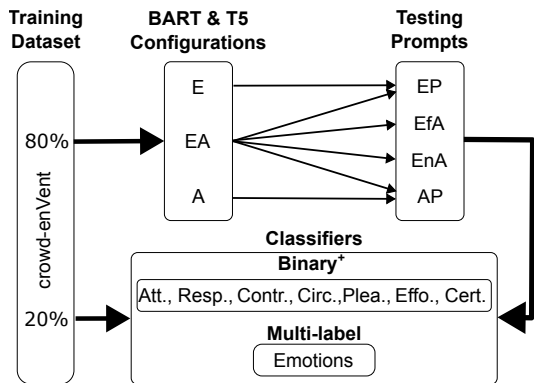 Training
Dataset
BART & T5
Configurations
Testing
Prompts
crowd-enVent
80%
20%
E
EA
A
EP
EfA
EnA
AP
Classifiers
Binary+
Att., Resp., Contr., Circ.,Plea., Effo., Cert.
Multi-label
Emotions